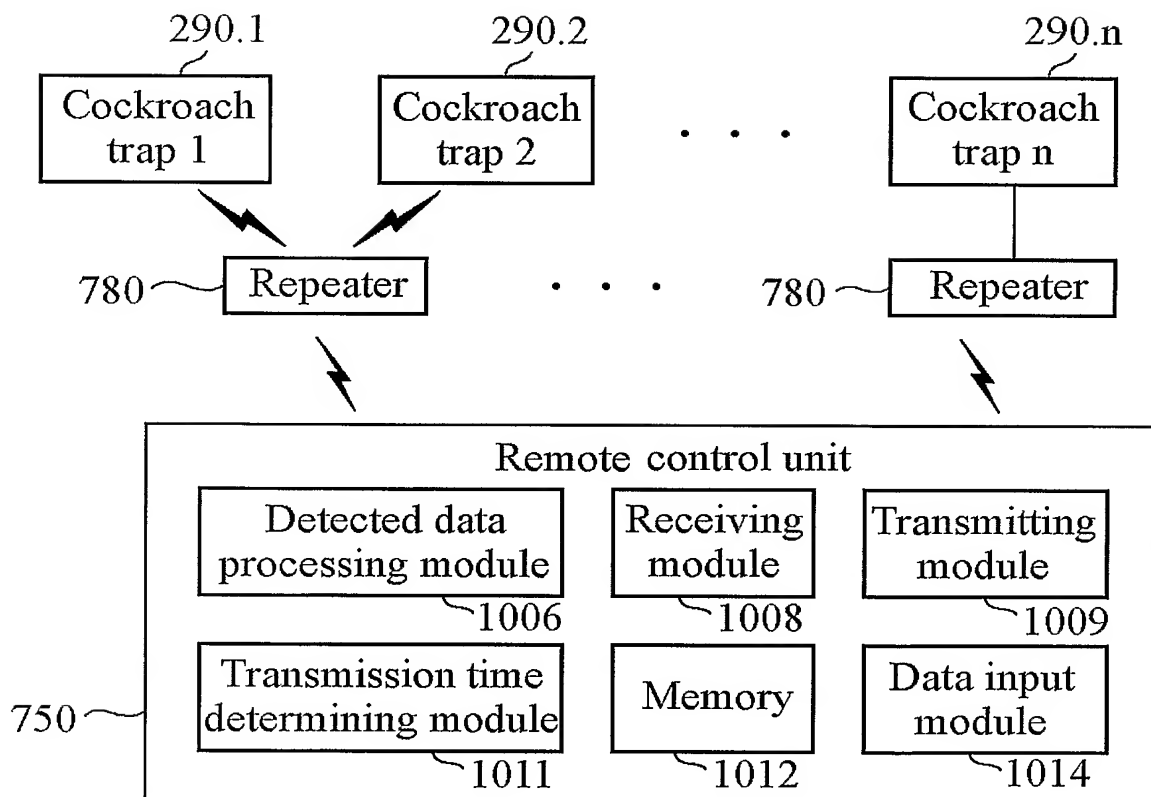 290.1
290.2
290.n
Cockroach
trap 1
Cockroach
trap 2
. . .
Cockroach
trap n
780
Repeater
. . .
780
Repeater
Remote control unit
Detected data
processing module
1006
Receiving
module
1008
Transmitting
module
1009
750
Transmission time
determining module
1011
Memory
1012
Data input
module
1014